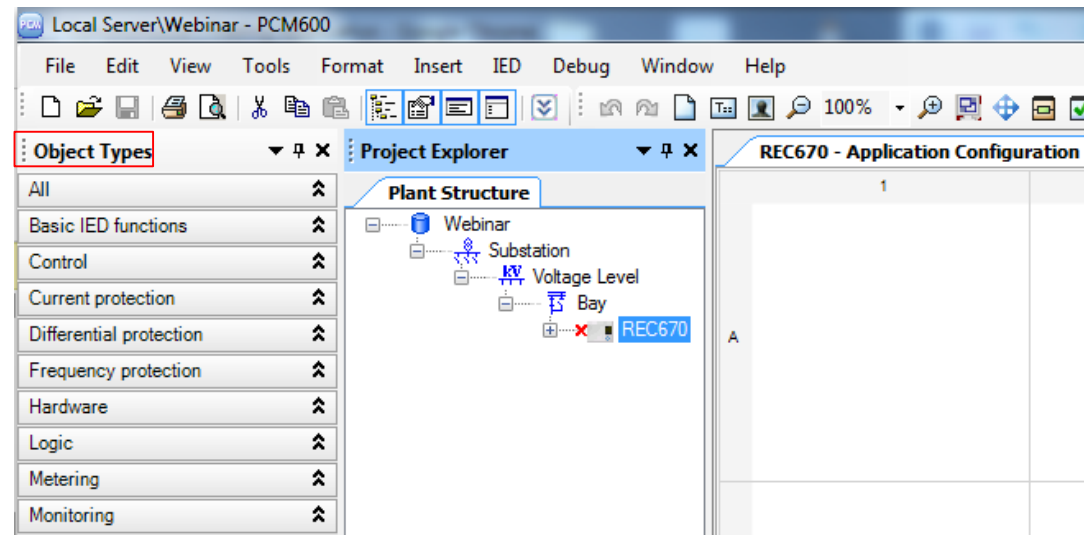 PCM Local Server\Webinar - PCM600
File Edit View Tools Format Insert IED Debug Window Help
100%
Object Types
All
Basic IED functions
Control
Current protection
Differential protection
Frequency protection
Hardware
Logic
Metering
Monitoring
Project Explorer
Plant Structure
Webinar
Substation
KV Voltage Level
Bay
REC670
REC670 - Application Configuration
1
A